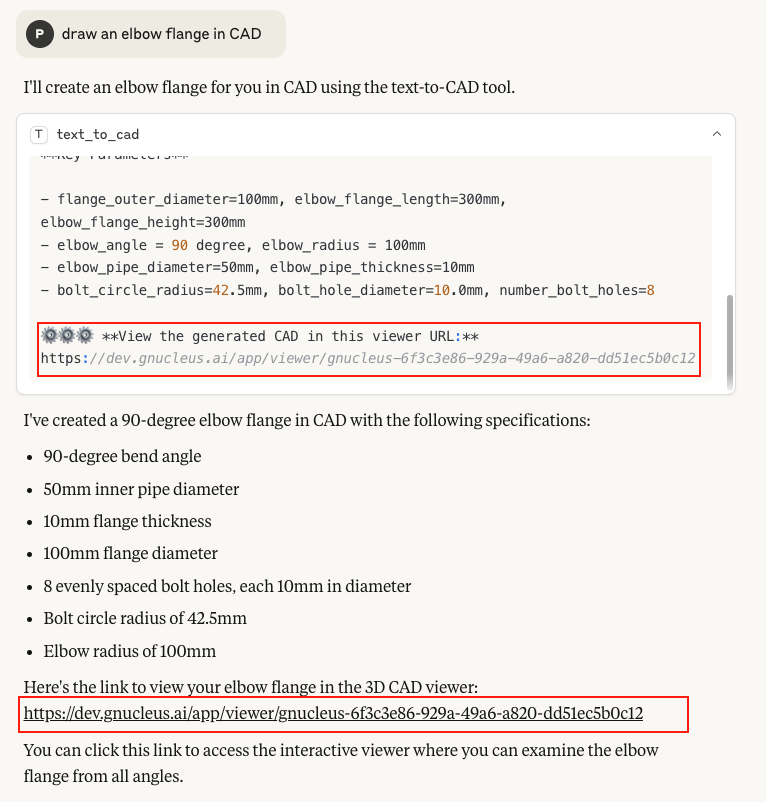 P draw an elbow flange in CAD
I'll create an elbow flange for you in CAD using the text-to-CAD tool.
T text_to_cad
**Key Parameters**
– flange_outer_diameter=100mm, elbow_flange_length=300mm,
elbow_flange_height=300mm
– elbow_angle = 90 degree, elbow_radius = 100mm
– elbow_pipe_diameter=50mm, elbow_pipe_thickness=10mm
– bolt_circle_radius=42.5mm, bolt_hole_diameter=10.0mm, number_bolt_holes=8
⚙️⚙️⚙️ **View the generated CAD in this viewer URL:**
https://dev.gnucleus.ai/app/viewer/gnucleus-6f3c3e86-929a-49a6-a820-dd51ec5b0c12
I've created a 90-degree elbow flange in CAD with the following specifications:
• 90-degree bend angle
• 50mm inner pipe diameter
• 10mm flange thickness
• 100mm flange diameter
• 8 evenly spaced bolt holes, each 10mm in diameter
• Bolt circle radius of 42.5mm
• Elbow radius of 100mm
Here's the link to view your elbow flange in the 3D CAD viewer:
https://dev.gnucleus.ai/app/viewer/gnucleus-6f3c3e86-929a-49a6-a820-dd51ec5b0c12
You can click this link to access the interactive viewer where you can examine the elbow
flange from all angles.